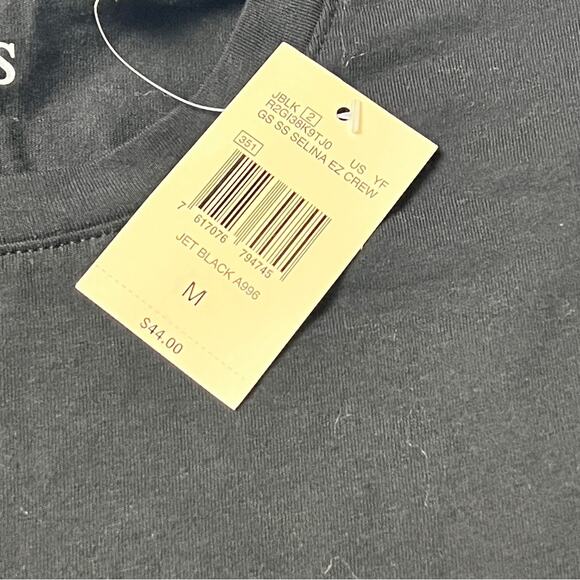 S
JBLK 2
R2GI38K9TJ0 US YF
GS SS SELINA EZ CREW
351
7 617076 794745
JET BLACK A996
M
$44.00